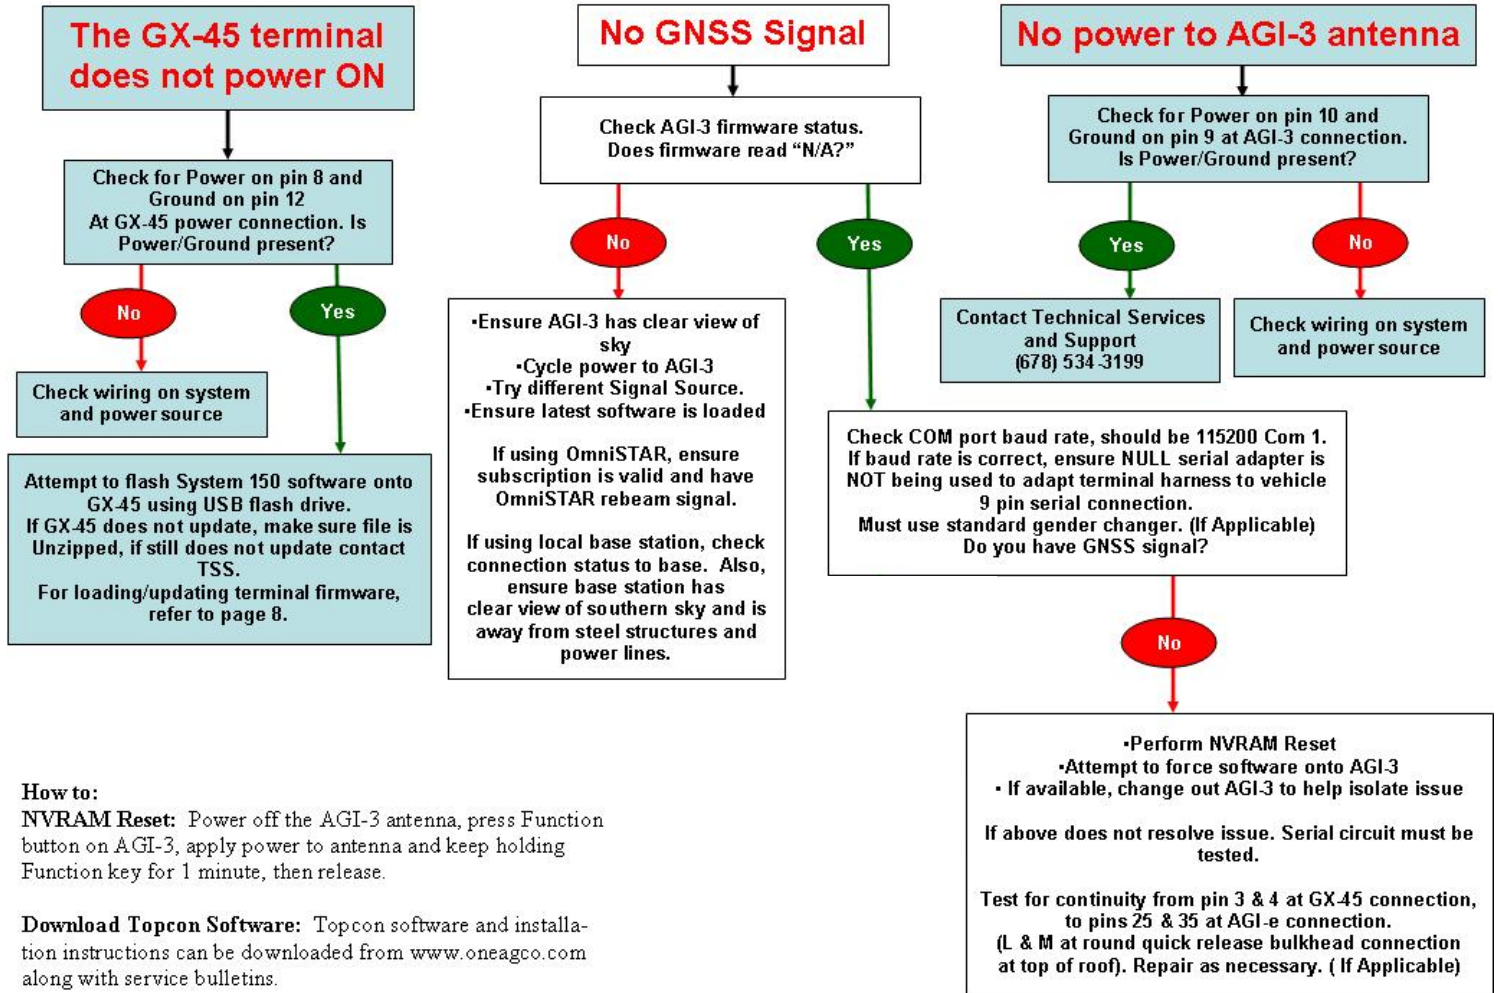 The GX-45 terminal
does not power ON
Check for Power on pin 8 and
Ground on pin 12
At GX-45 power connection. Is
Power/Ground present?
No
Yes
Check wiring on system
and power source
Attempt to flash System 150 software onto
GX-45 using USB flash drive.
If GX-45 does not update, make sure file is
Unzipped, if still does not update contact
TSS.
For loading/updating terminal firmware,
refer to page 8.
No GNSS Signal
Check AGI-3 firmware status.
Does firmware read “N/A?”
No
Yes
▪Ensure AGI-3 has clear view of
sky
▪Cycle power to AGI-3
▪Try different Signal Source.
▪Ensure latest software is loaded
If using OmniSTAR, ensure
subscription is valid and have
OmniSTAR rebeam signal.
If using local base station, check
connection status to base. Also,
ensure base station has
clear view of southern sky and is
away from steel structures and
power lines.
Check COM port baud rate, should be 115200 Com 1.
If baud rate is correct, ensure NULL serial adapter is
NOT being used to adapt terminal harness to vehicle
9 pin serial connection.
Must use standard gender changer. (If Applicable)
Do you have GNSS signal?
No
▪Perform NVRAM Reset
▪Attempt to force software onto AGI-3
▪ If available, change out AGI-3 to help isolate issue
If above does not resolve issue. Serial circuit must be
tested.
Test for continuity from pin 3 & 4 at GX-45 connection,
to pins 25 & 35 at AGI-e connection.
(L & M at round quick release bulkhead connection
at top of roof). Repair as necessary. ( If Applicable)
No power to AGI-3 antenna
Check for Power on pin 10 and
Ground on pin 9 at AGI-3 connection.
Is Power/Ground present?
Yes
No
Contact Technical Services
and Support
(678) 534-3199
Check wiring on system
and power source
How to:
NVRAM Reset: Power off the AGI-3 antenna, press Function
button on AGI-3, apply power to antenna and keep holding
Function key for 1 minute, then release.
Download Topcon Software: Topcon software and installa-
tion instructions can be downloaded from www.oneagco.com
along with service bulletins.